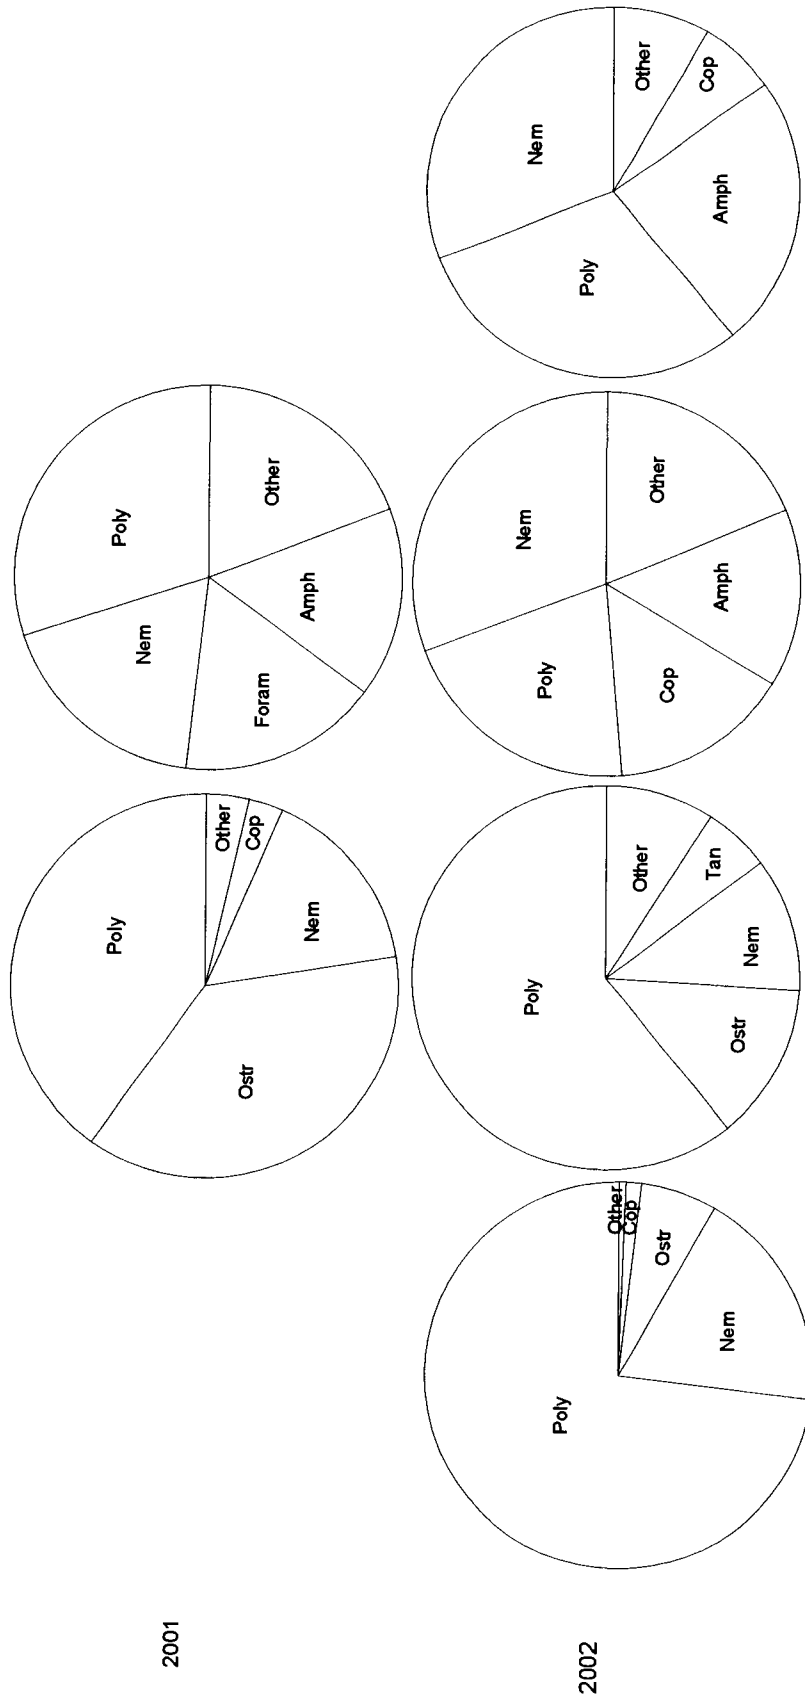 2001
Poly
Other
Cop
Nem
Ostr
Poly
Nem
Other
Foram
Amph
2002
Poly
Other
Cop
Ostr
Nem
Poly
Other
Tan
Nem
Ostr
Nem
Poly
Other
Cop
Amph
Nem
Poly
Other
Cop
Amph